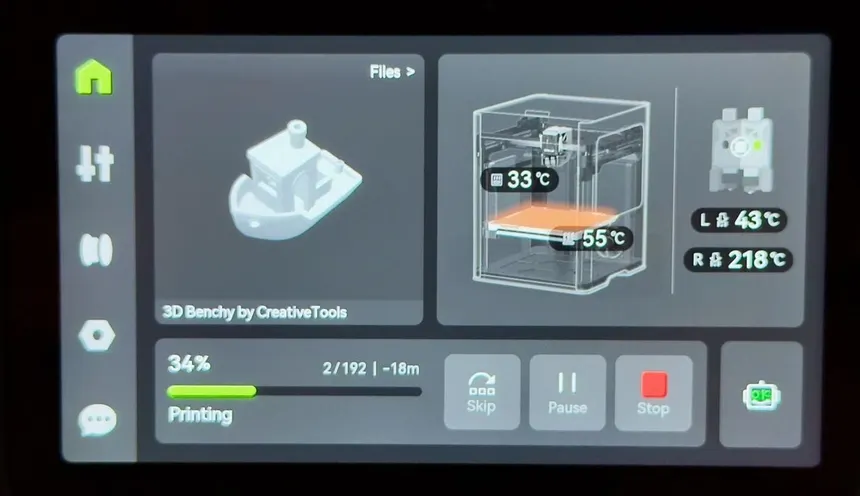 Files >
3D Benchy by CreativeTools
33℃
55℃
L 43℃
R 218℃
34%
2/192 | -18m
Printing
Skip
Pause
Stop